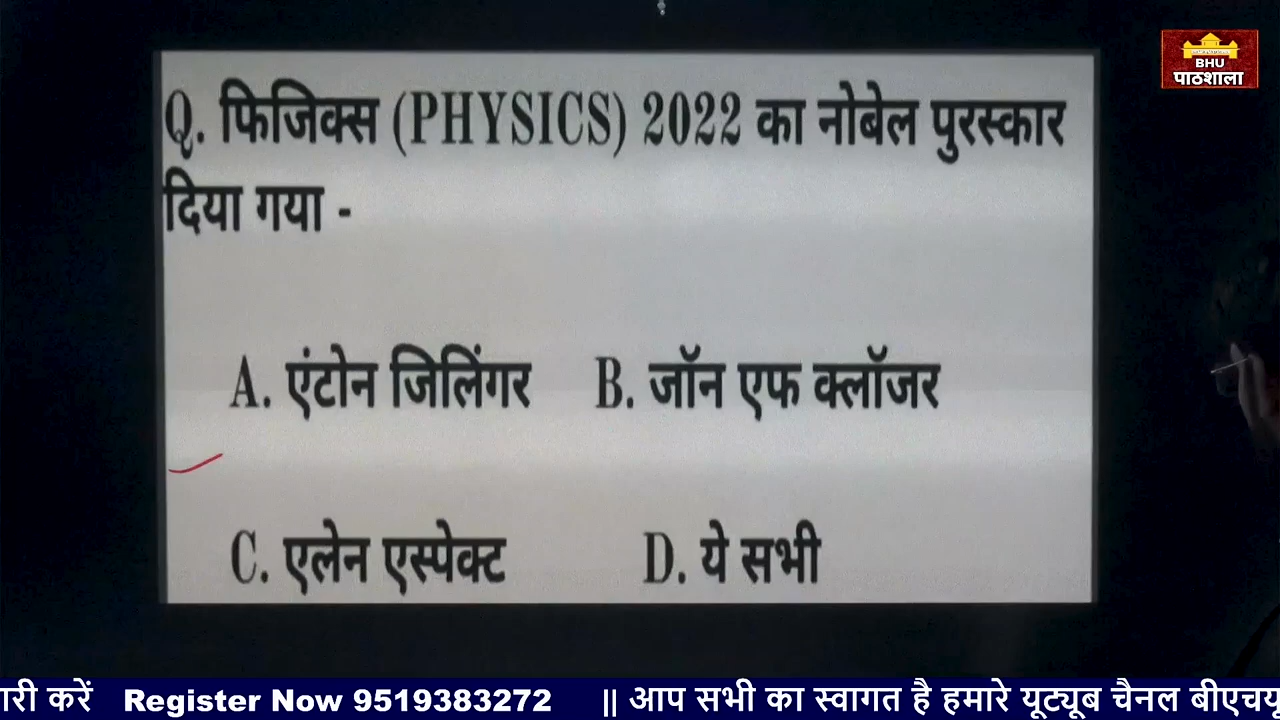 BHU
पाठशाला
Q. फिजिक्स (PHYSICS) 2022 का नोबेल पुरस्कार
दिया गया -
A. एंटोन जिलिंगर B. जॉन एफ क्लॉजर
C. एलेन एस्पेक्ट D. ये सभी
री करें Register Now 9519383272 || आप सभी का स्वागत है हमारे यूट्यूब चैनल